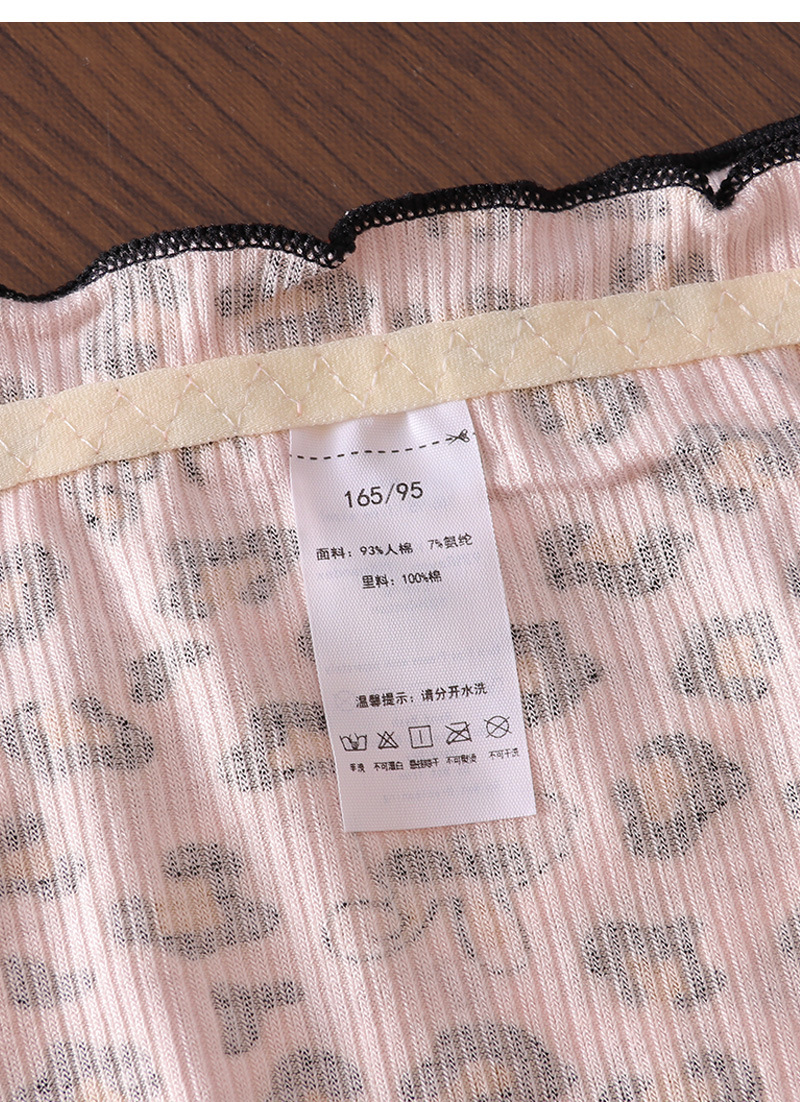 165/95
面料：93%人棉 7%氨纶
里料：100%棉
温馨提示：请分开水洗
手洗 不可漂白 悬挂晾干 不可熨烫 不可干洗